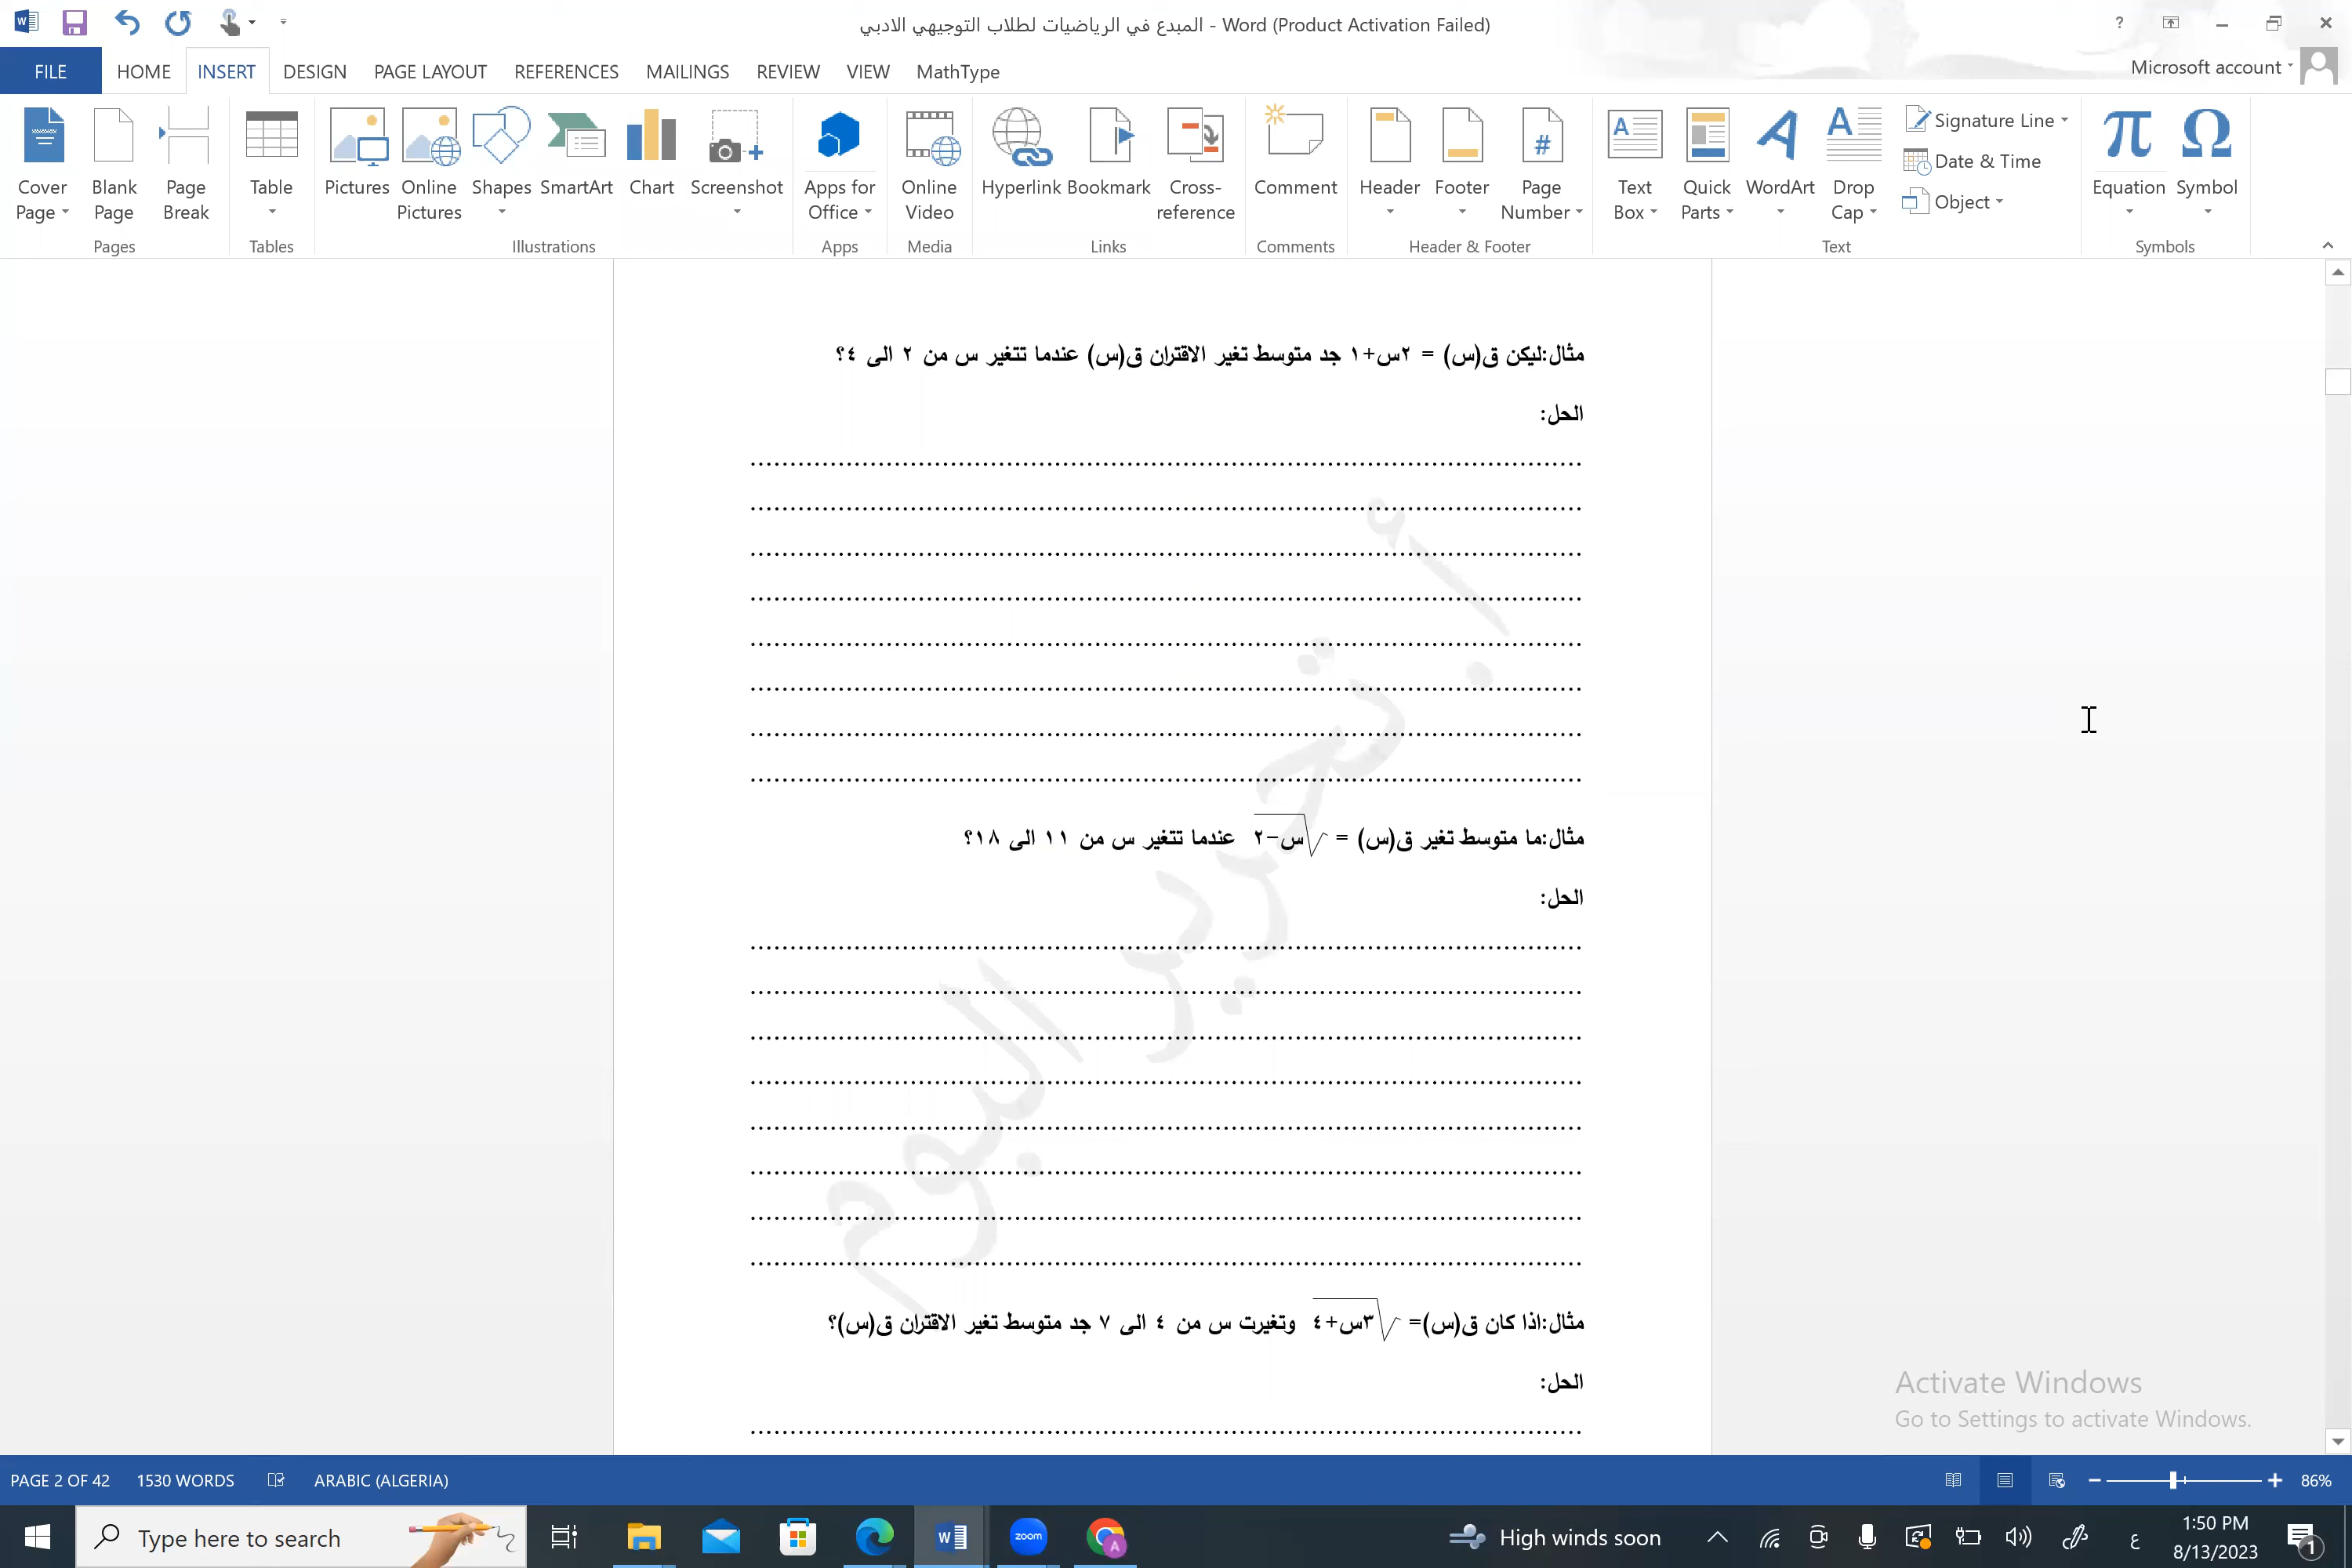 المبدع في الرياضيات لطلاب التوجيهي الادبي - Word (Product Activation Failed)
FILE HOME INSERT DESIGN PAGE LAYOUT REFERENCES MAILINGS REVIEW VIEW MathType
Microsoft account
Cover Page
Blank Page
Page Break
Table
Pictures
Online Pictures
Shapes
SmartArt
Chart
Screenshot
Apps for Office
Online Video
Hyperlink
Bookmark
Cross-reference
Comment
Header
Footer
Page Number
Text Box
Quick Parts
WordArt
Drop Cap
Signature Line
Date & Time
Object
Equation
Symbol
Pages Tables Illustrations Apps Media Links Comments Header & Footer Text Symbols
مثال:ليكن ق(س) = ٢س+١ جد متوسط تغير الاقتران ق(س) عندما تتغير س من ٢ الى ٤؟
الحل:
مثال:ما متوسط تغير ق(س) = √س-٢ عندما تتغير س من ١١ الى ١٨؟
الحل:
مثال:اذا كان ق(س)= √٣س+٤ وتغيرت س من ٤ الى ٧ جد متوسط تغير الاقتران ق(س)؟
الحل:
أ. تحرير البوم
Activate Windows
Go to Settings to activate Windows.
PAGE 2 OF 42 1530 WORDS ARABIC (ALGERIA) 86%
Type here to search
zoom
High winds soon
ع
1:50 PM
8/13/2023
1